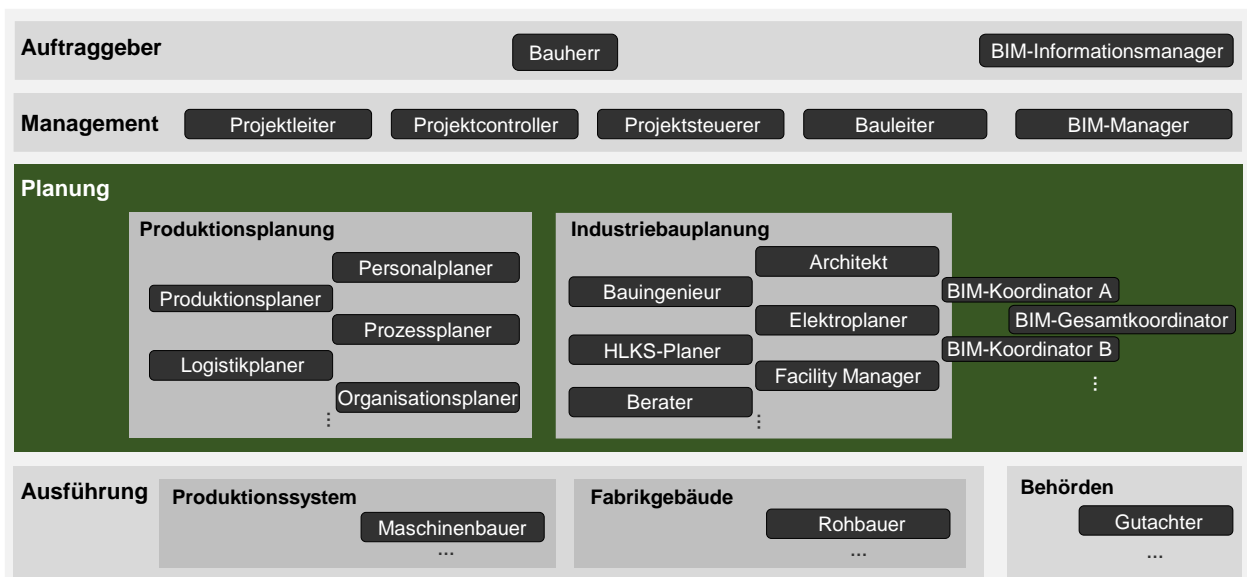 Auftraggeber
Bauherr
BIM-Informationsmanager
Management
Projektleiter
Projektcontroller
Projektsteuerer
Bauleiter
BIM-Manager
Planung
Produktionsplanung
Personalplaner
Produktionsplaner
Prozessplaner
Logistikplaner
Organisationsplaner
⋮
Industriebauplanung
Architekt
Bauingenieur
Elektroplaner
HLKS-Planer
Facility Manager
Berater
⋮
BIM-Koordinator A
BIM-Gesamtkoordinator
BIM-Koordinator B
⋮
Ausführung
Produktionssystem
Maschinenbauer
...
Fabrikgebäude
Rohbauer
...
Behörden
Gutachter
...